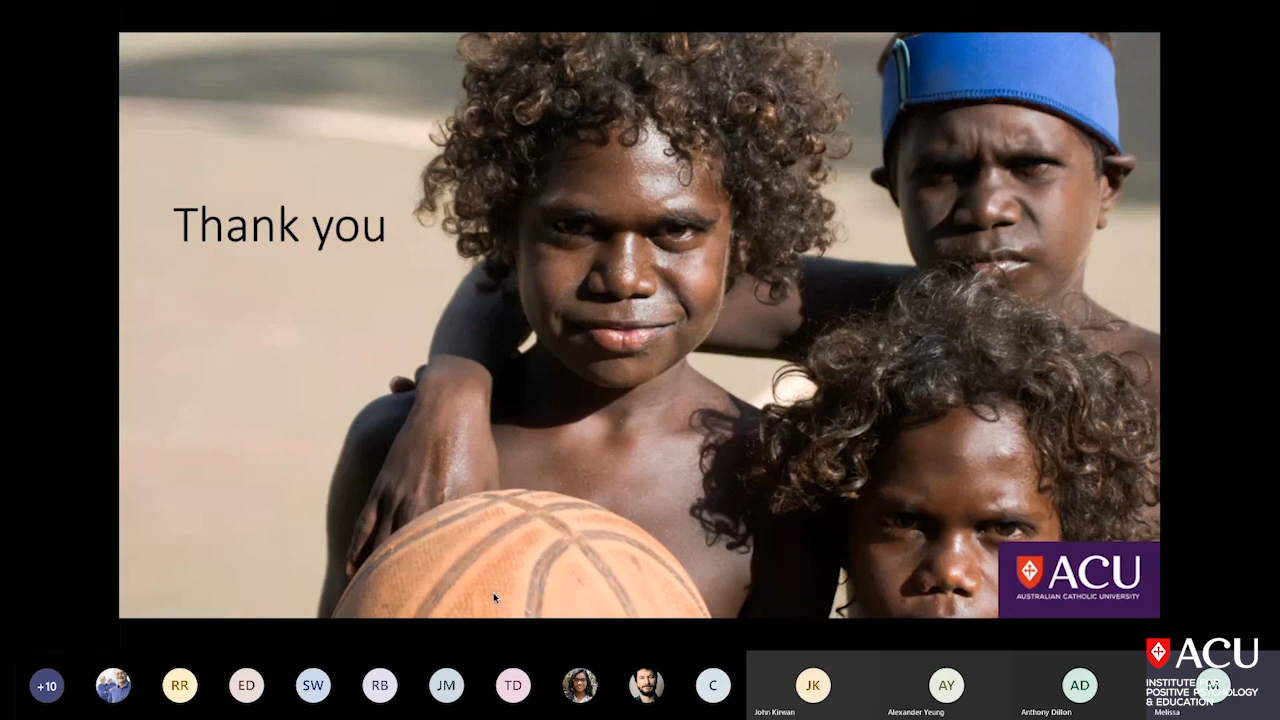 Thank you
ACU
AUSTRALIAN CATHOLIC UNIVERSITY
+10
RR
ED
SW
RB
JM
TD
C
JK
AY
AD
M
John Kirwan
Alexander Yeung
Anthony Dillon
Melissa
ACU
INSTITUTE FOR
POSITIVE PSYCHOLOGY
& EDUCATION